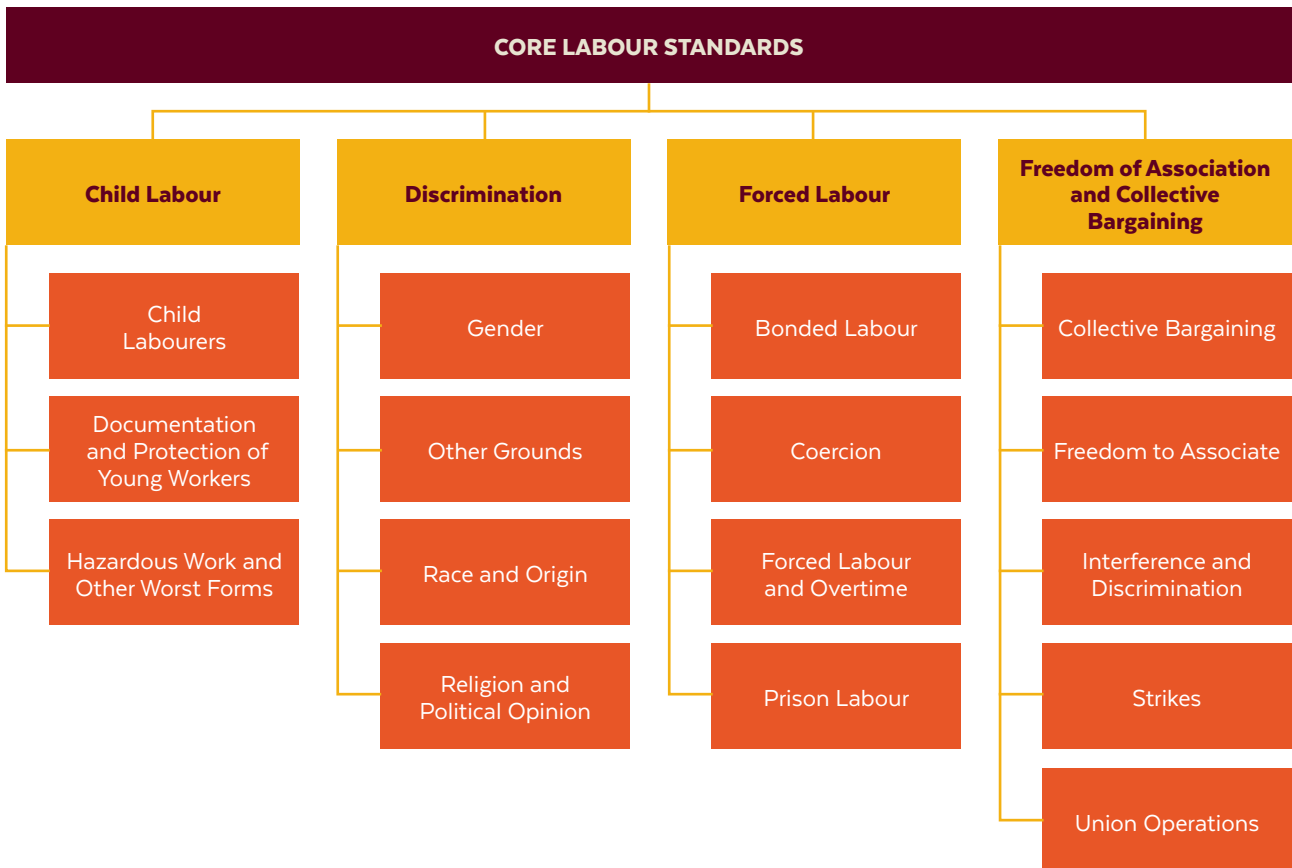 CORE LABOUR STANDARDS
Child Labour
Child
Labourers
Documentation
and Protection of
Young Workers
Hazardous Work and
Other Worst Forms
Discrimination
Gender
Other Grounds
Race and Origin
Religion and
Political Opinion
Forced Labour
Bonded Labour
Coercion
Forced Labour
and Overtime
Prison Labour
Freedom of Association
and Collective
Bargaining
Collective Bargaining
Freedom to Associate
Interference and
Discrimination
Strikes
Union Operations